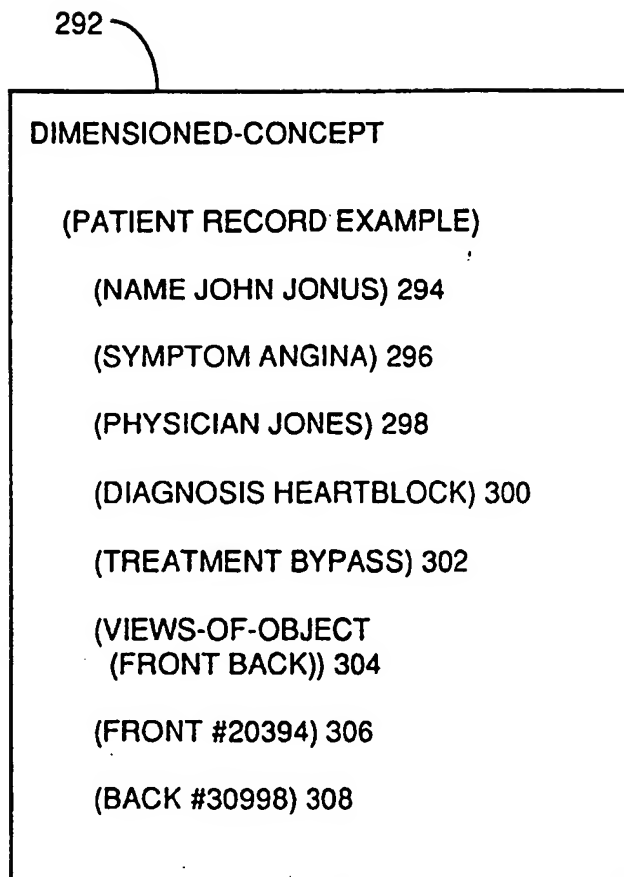 292
DIMENSIONED-CONCEPT
(PATIENT RECORD EXAMPLE)
(NAME JOHN JONUS) 294
(SYMPTOM ANGINA) 296
(PHYSICIAN JONES) 298
(DIAGNOSIS HEARTBLOCK) 300
(TREATMENT BYPASS) 302
(VIEWS-OF-OBJECT
(FRONT BACK)) 304
(FRONT #20394) 306
(BACK #30998) 308